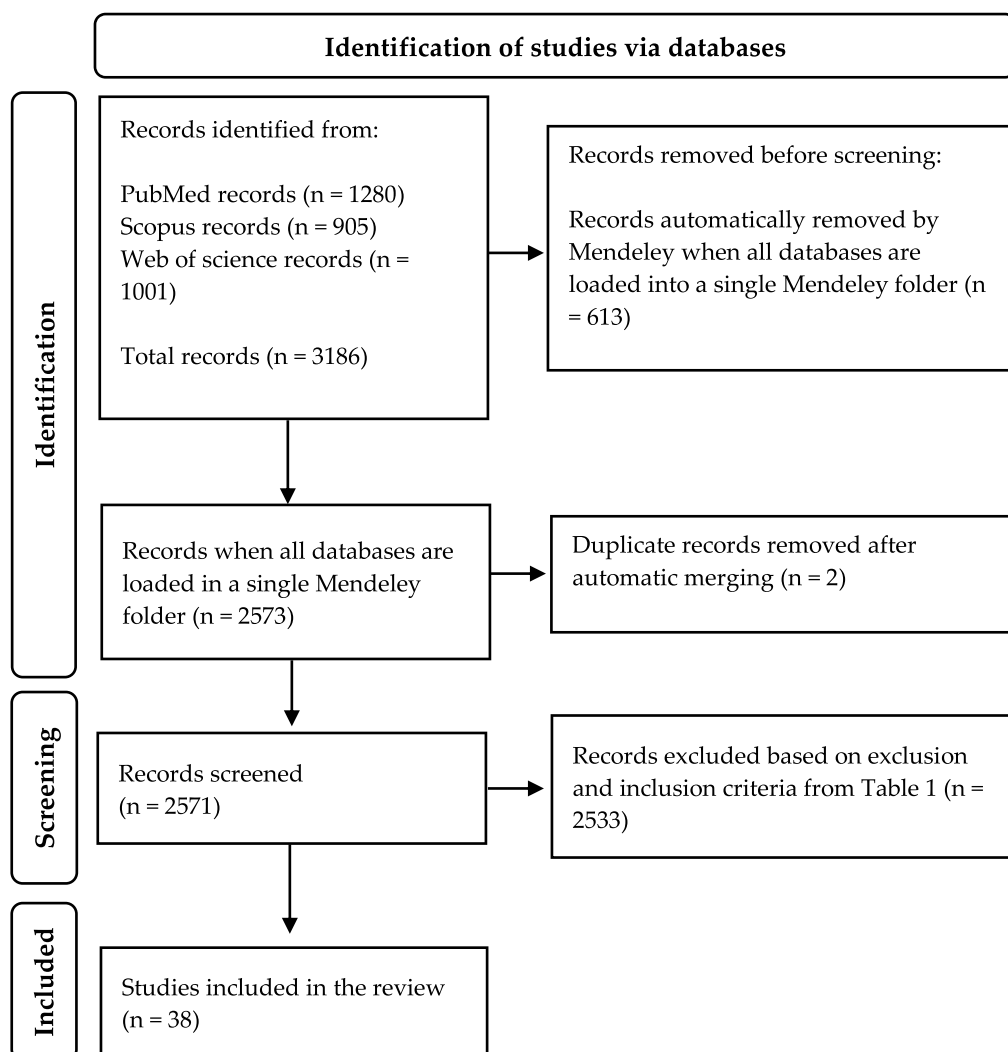 Identification of studies via databases
Identification
Records identified from:
PubMed records (n = 1280)
Scopus records (n = 905)
Web of science records (n =
1001)
Total records (n = 3186)
Records removed before screening:
Records automatically removed by
Mendeley when all databases are
loaded into a single Mendeley folder (n
= 613)
Records when all databases are
loaded in a single Mendeley
folder (n = 2573)
Duplicate records removed after
automatic merging (n = 2)
Screening
Records screened
(n = 2571)
Records excluded based on exclusion
and inclusion criteria from Table 1 (n =
2533)
Included
Studies included in the review
(n = 38)